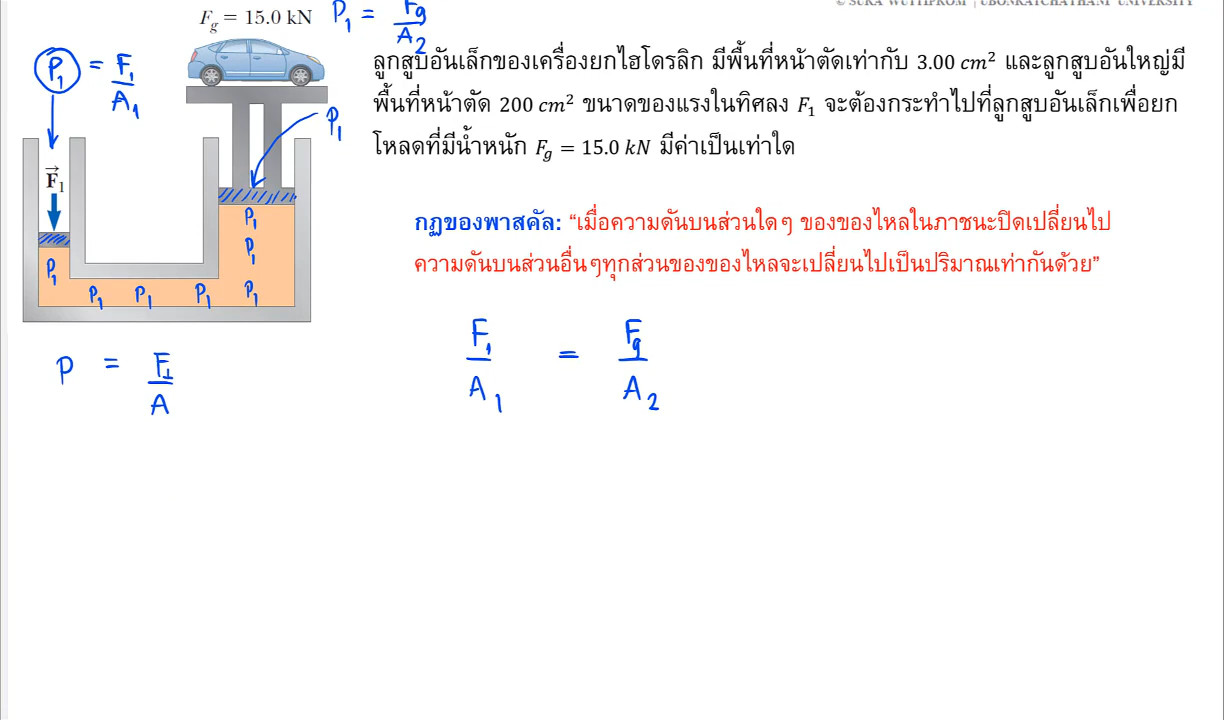 © SURA WUTTIPROM | UBONRATCHATHANI UNIVERSITY
F_g = 15.0 kN
P₁ = Fg/A₂
P₁ = F₁/A₁
ลูกสูบอันเล็กของเครื่องยกไฮโดรลิก มีพื้นที่หน้าตัดเท่ากับ 3.00 cm² และลูกสูบอันใหญ่มี
พื้นที่หน้าตัด 200 cm² ขนาดของแรงในทิศลง F₁ จะต้องกระทำไปที่ลูกสูบอันเล็กเพื่อยก
โหลดที่มีน้ำหนัก F_g = 15.0 kN มีค่าเป็นเท่าใด
P₁
F₁
กฏของพาสคัล: “เมื่อความดันบนส่วนใดๆ ของของไหลในภาชนะปิดเปลี่ยนไป
ความดันบนส่วนอื่นๆทุกส่วนของของไหลจะเปลี่ยนไปเป็นปริมาณเท่ากันด้วย”
P₁
P₁
P₁
P₁ P₁ P₁ P₁
P = F⊥/A
F₁/A₁ = Fg/A₂